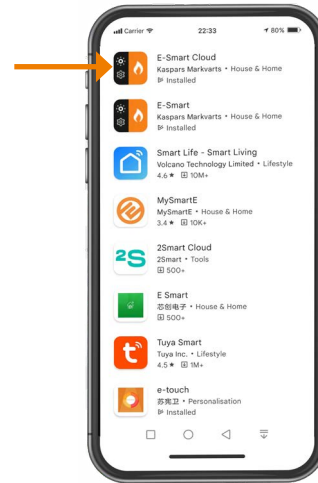 Carrier 22:33 80%
E-Smart Cloud
Kaspars Markvarts • House & Home
Installed
E-Smart
Kaspars Markvarts • House & Home
Installed
Smart Life - Smart Living
Volcano Technology Limited • Lifestyle
4.6 ★ 10M+
MySmartE
MySmartE • House & Home
3.4 ★ 10K+
2S
2Smart Cloud
2Smart • Tools
500+
E Smart
芯创电子 • House & Home
500+
Tuya Smart
Tuya Inc. • Lifestyle
4.5 ★ 1M+
e-touch
苏宪卫 • Personalisation
Installed